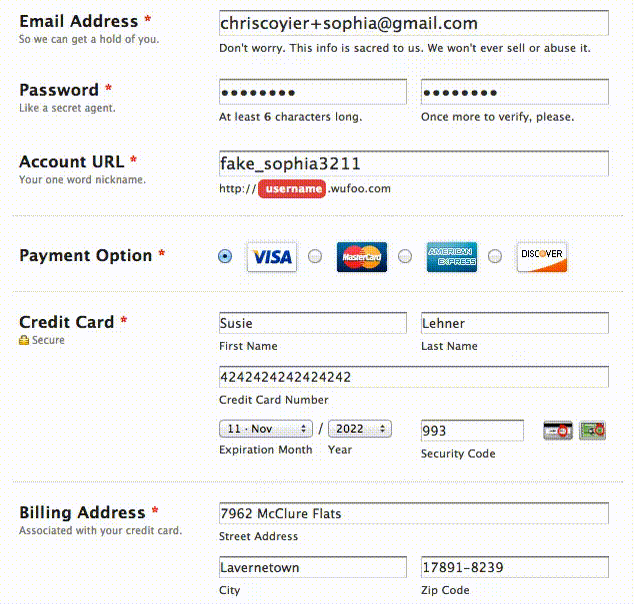 Email Address *
chriscoyier+sophia@gmail.com
So we can get a hold of you.
Don't worry. This info is sacred to us. We won't ever sell or abuse it.
Password *
●●●●●●●● ●●●●●●●●
Like a secret agent.
At least 6 characters long. Once more to verify, please.
Account URL *
fake_sophia3211
Your one word nickname.
http:// username .wufoo.com
Payment Option * VISA MasterCard AMERICAN EXPRESS DISCOVER
Credit Card * Susie Lehner
Secure First Name Last Name
4242424242424242
Credit Card Number
11 - Nov / 2022 993
Expiration Month Year Security Code
Billing Address * 7962 McClure Flats
Associated with your credit card. Street Address
Lavernetown 17891-8239
City Zip Code